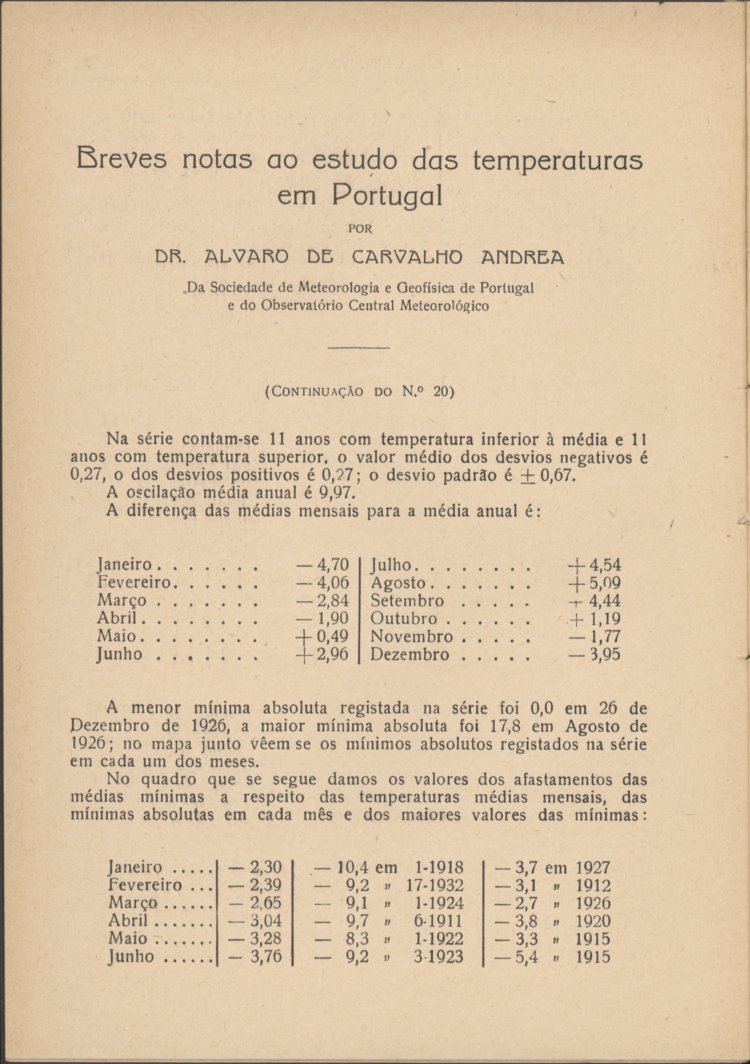 Breves notas ao estudo das temperaturas
em Portugal
POR
DR. ALVARO DE CARVALHO ANDREA
Da Sociedade de Meteorologia e Geofísica de Portugal
e do Observatório Central Meteorológico
(CONTINUAÇÃO DO N.º 20)
Na série contam-se 11 anos com temperatura inferior à média e 11
anos com temperatura superior, o valor médio dos desvios negativos é
0,27, o dos desvios positivos é 0,27; o desvio padrão é ± 0,67.
A oscilação média anual é 9,97.
A diferença das médias mensais para a média anual é:
Janeiro . . . . . . . — 4,70 | Julho. . . . . . . . + 4,54
Fevereiro. . . . . . — 4,06 | Agosto. . . . . . . + 5,09
Março . . . . . . . — 2,84 | Setembro . . . . . + 4,44
Abril. . . . . . . . — 1,90 | Outubro . . . . . . + 1,19
Maio. . . . . . . . + 0,49 | Novembro . . . . . — 1,77
Junho . . . . . . . + 2,96 | Dezembro . . . . . — 3,95
A menor mínima absoluta registada na série foi 0,0 em 26 de
Dezembro de 1926, a maior mínima absoluta foi 17,8 em Agosto de
1926; no mapa junto vêem se os mínimos absolutos registados na série
em cada um dos meses.
No quadro que se segue damos os valores dos afastamentos das
médias mínimas a respeito das temperaturas médias mensais, das
mínimas absolutas em cada mês e dos maiores valores das mínimas:
Janeiro ..... | — 2,30 | — 10,4 em 1-1918 | — 3,7 em 1927
Fevereiro ... | — 2,39 | — 9,2 » 17-1932 | — 3,1 » 1912
Março ...... | — 2,65 | — 9,1 » 1-1924 | — 2,7 » 1926
Abril ....... | — 3,04 | — 9,7 » 6-1911 | — 3,8 » 1920
Maio ....... | — 3,28 | — 8,3 » 1-1922 | — 3,3 » 1915
Junho ...... | — 3,76 | — 9,2 » 3-1923 | — 5,4 » 1915